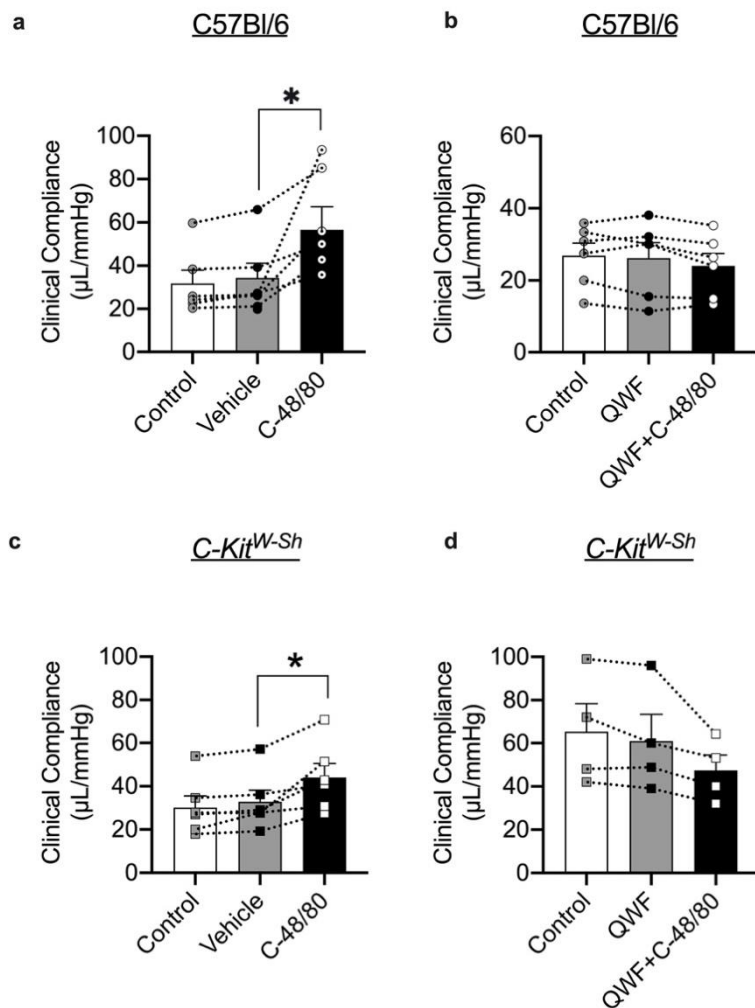 a
C57Bl/6
Clinical Compliance
(µL/mmHg)
100
80
60
40
20
0
*
Control
Vehicle
C-48/80
b
C57Bl/6
Clinical Compliance
(µL/mmHg)
60
40
20
0
Control
QWF
QWF+C-48/80
c
C-Kit^W-Sh
Clinical Compliance
(µL/mmHg)
100
80
60
40
20
0
*
Control
Vehicle
C-48/80
d
C-Kit^W-Sh
Clinical Compliance
(µL/mmHg)
100
80
60
40
20
0
Control
QWF
QWF+C-48/80